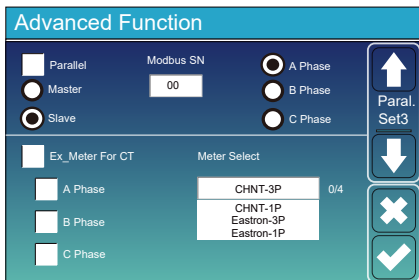 Advanced Function
Parallel
Modbus SN
A Phase
Master
00
B Phase
Slave
C Phase
Paral.
Set3
Ex_Meter For CT
Meter Select
A Phase
CHNT-3P
0/4
CHNT-1P
B Phase
Eastron-3P
Eastron-1P
C Phase